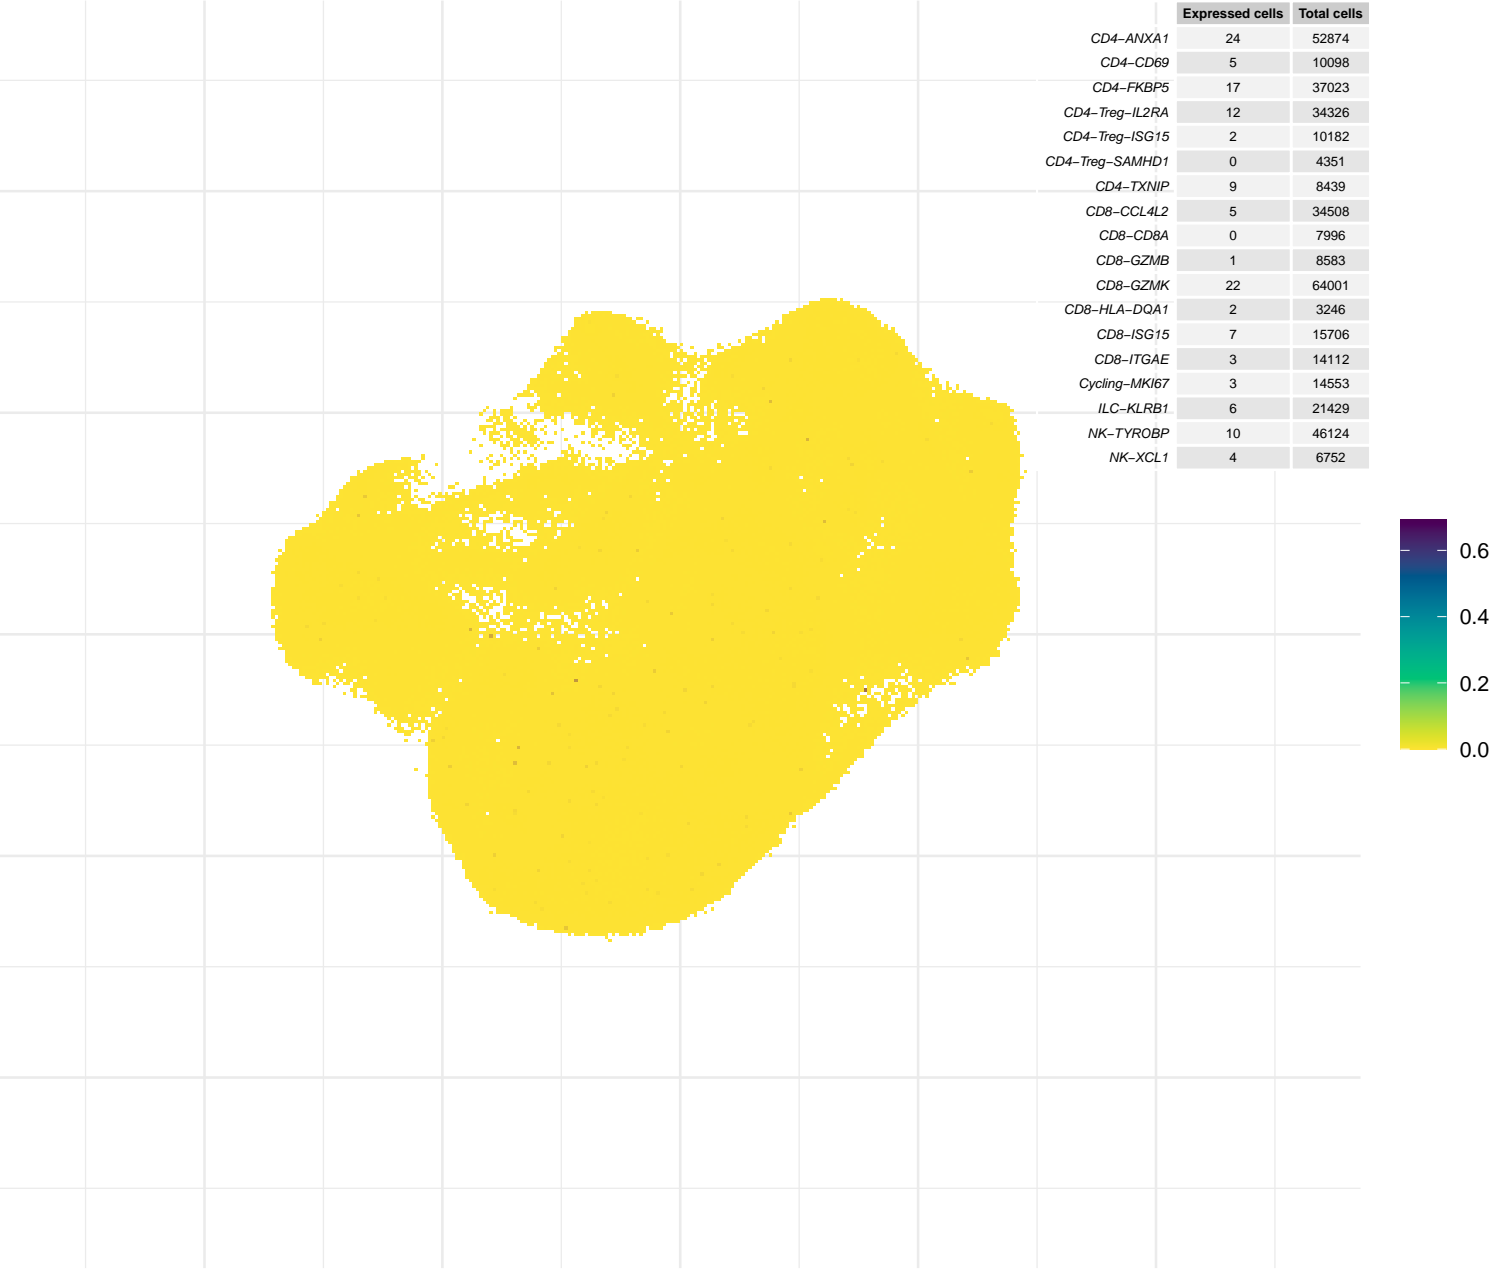 Expressed cells Total cells
CD4−ANXA1 24 52874
CD4−CD69 5 10098
CD4−FKBP5 17 37023
CD4−Treg−IL2RA 12 34326
CD4−Treg−ISG15 2 10182
CD4−Treg−SAMHD1 0 4351
CD4−TXNIP 9 8439
CD8−CCL4L2 5 34508
CD8−CD8A 0 7996
CD8−GZMB 1 8583
CD8−GZMK 22 64001
CD8−HLA−DQA1 2 3246
CD8−ISG15 7 15706
CD8−ITGAE 3 14112
Cycling−MKI67 3 14553
ILC−KLRB1 6 21429
NK−TYROBP 10 46124
NK−XCL1 4 6752
0.6
0.4
0.2
0.0